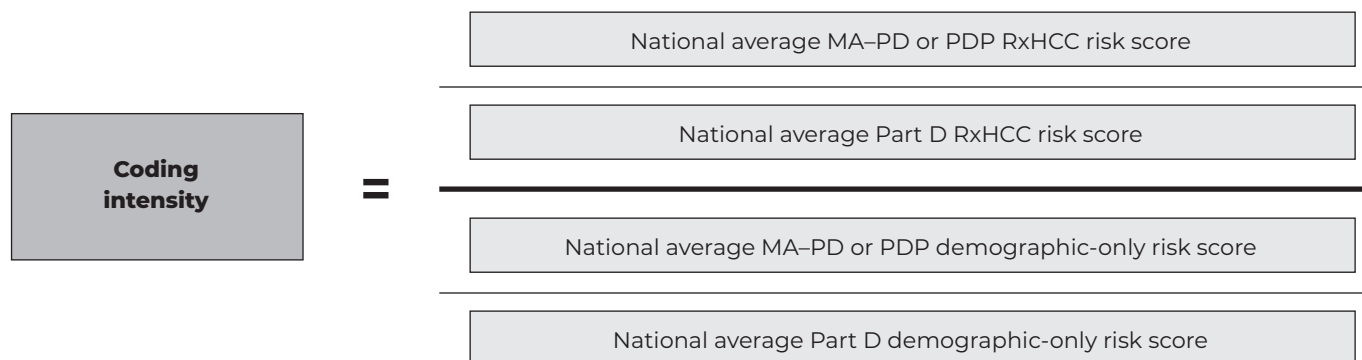 National average MA–PD or PDP RxHCC risk score
National average Part D RxHCC risk score
Coding
intensity
=
National average MA–PD or PDP demographic-only risk score
National average Part D demographic-only risk score